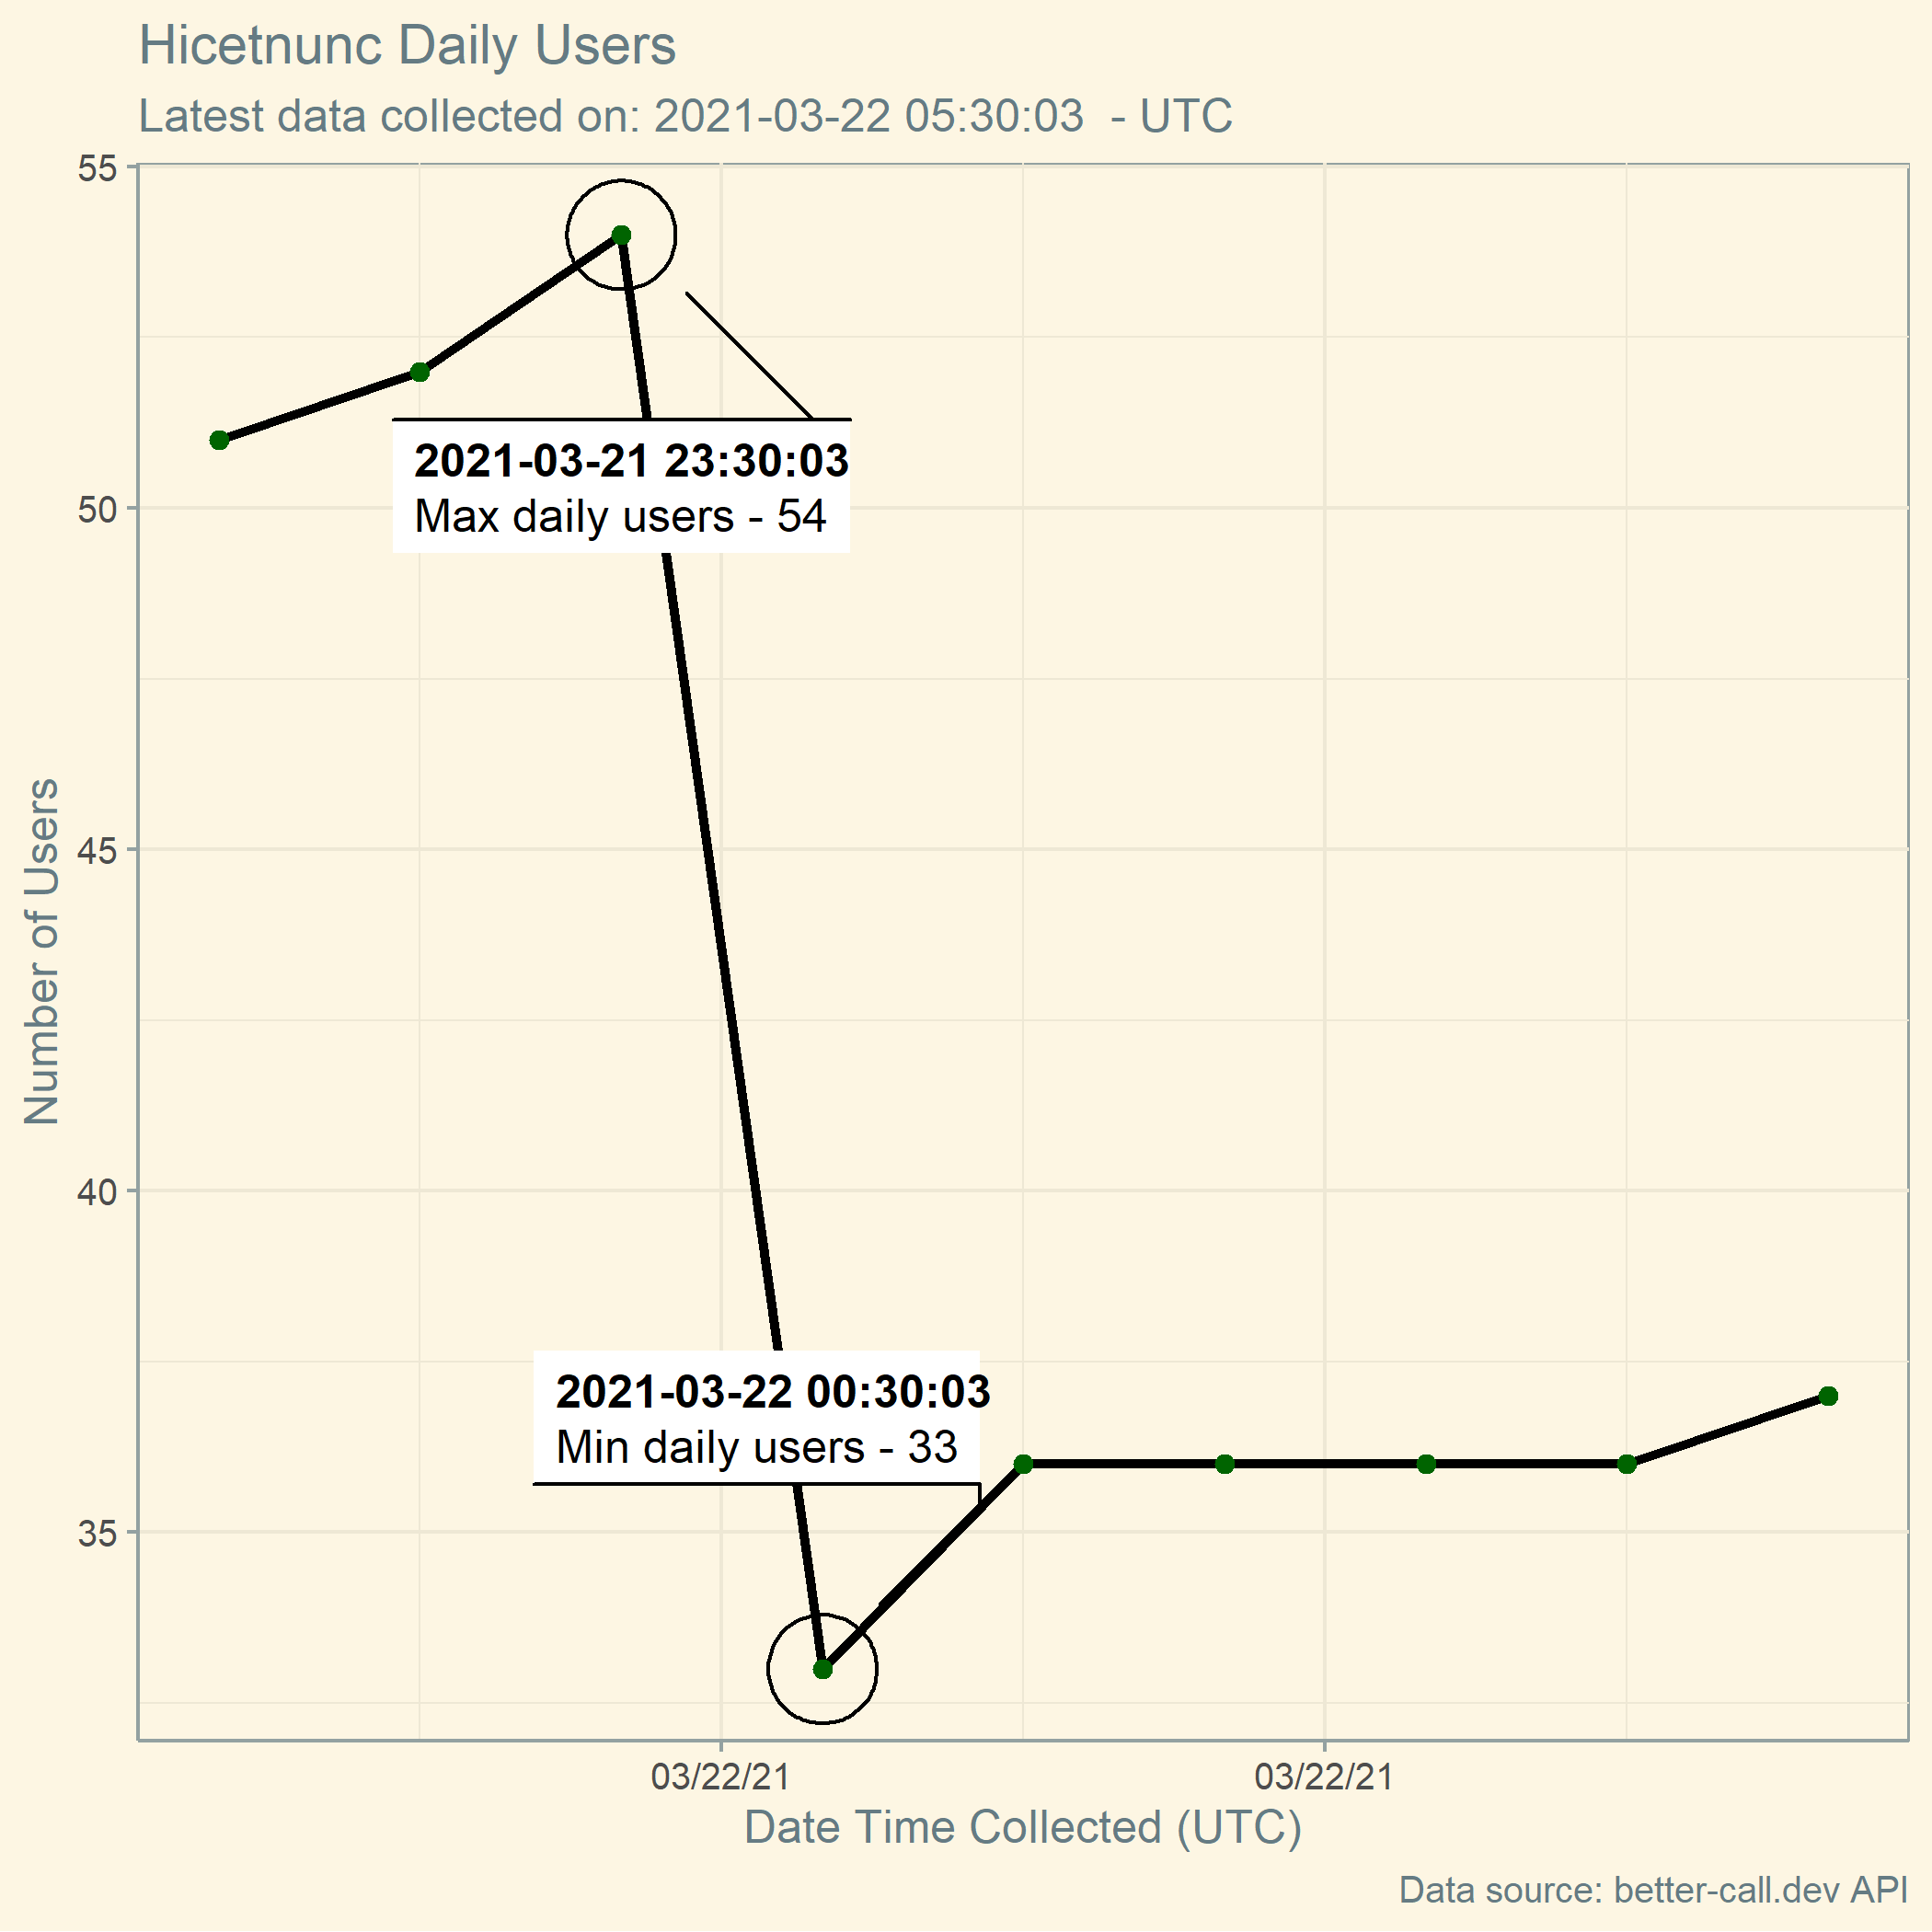 Hicetnunc Daily Users
Latest data collected on: 2021-03-22 05:30:03  - UTC
Number of Users
55
50
45
40
35
2021-03-21 23:30:03
Max daily users - 54
2021-03-22 00:30:03
Min daily users - 33
03/22/21
03/22/21
Date Time Collected (UTC)
Data source: better-call.dev API